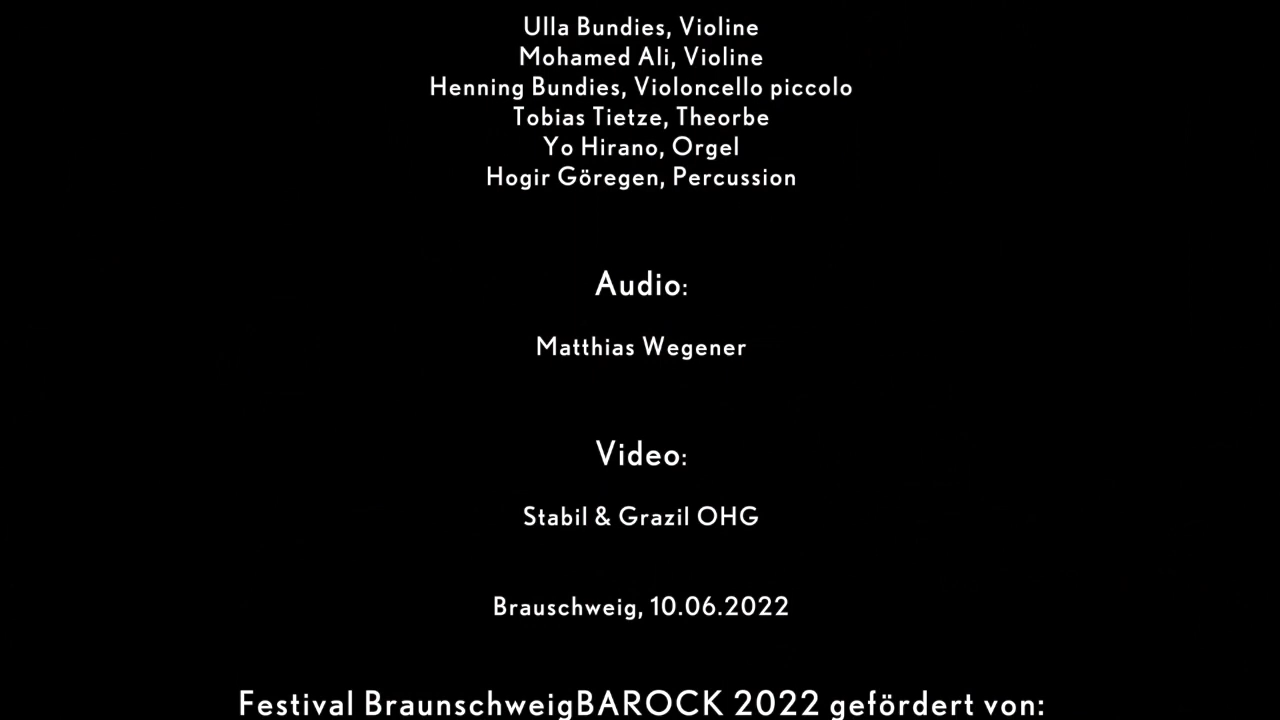 Ulla Bundies, Violine
Mohamed Ali, Violine
Henning Bundies, Violoncello piccolo
Tobias Tietze, Theorbe
Yo Hirano, Orgel
Hogir Göregen, Percussion
Audio:
Matthias Wegener
Video:
Stabil & Grazil OHG
Brauschweig, 10.06.2022
Festival BraunschweigBAROCK 2022 gefördert von: